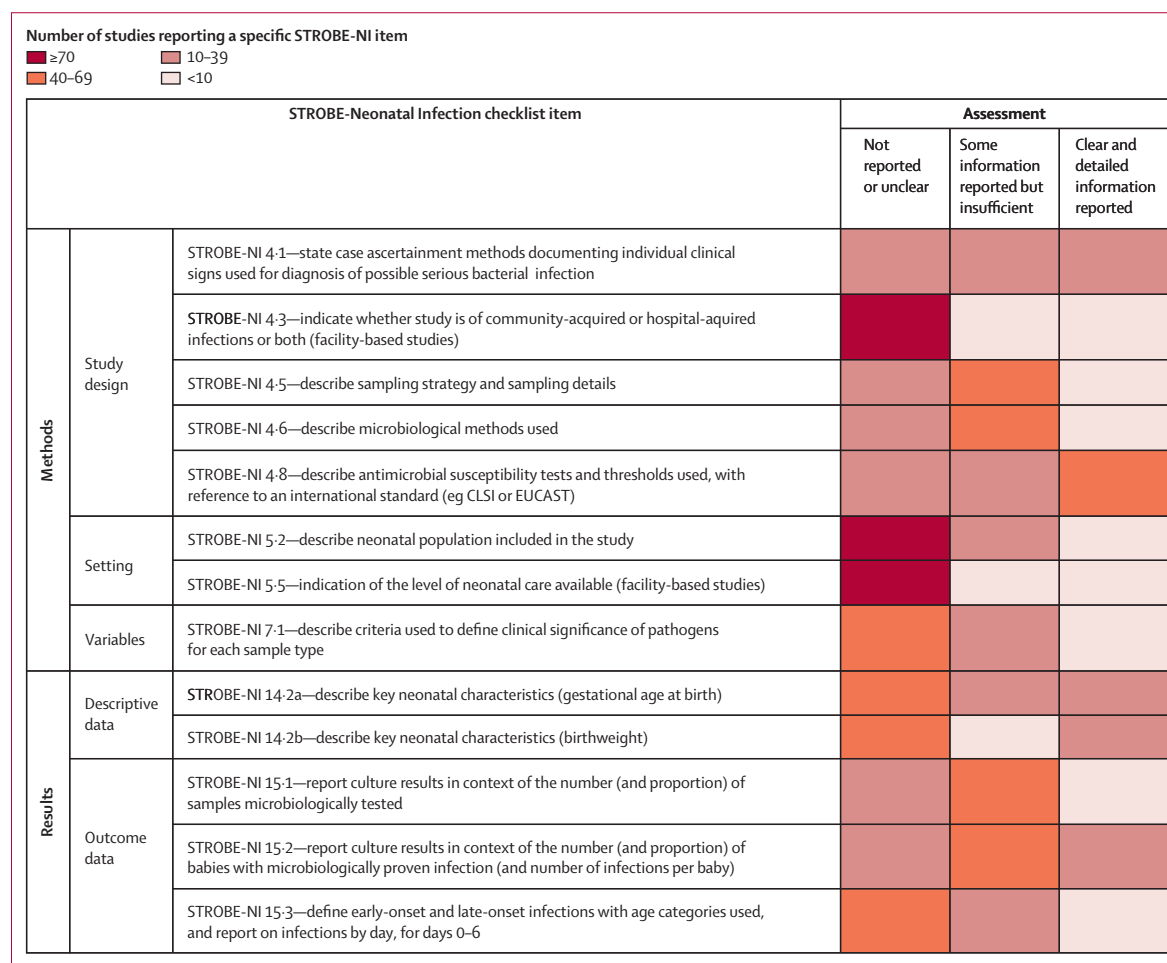 Number of studies reporting a specific STROBE-NI item
≥70
10–39
40–69
<10
STROBE-Neonatal Infection checklist item
Assessment
Not
reported
or unclear
Some
information
reported but
insufficient
Clear and
detailed
information
reported
Methods
Study
design
STROBE-NI 4·1—state case ascertainment methods documenting individual clinical
signs used for diagnosis of possible serious bacterial infection
STROBE-NI 4·3—indicate whether study is of community-acquired or hospital-aquired
infections or both (facility-based studies)
STROBE-NI 4·5—describe sampling strategy and sampling details
STROBE-NI 4·6—describe microbiological methods used
STROBE-NI 4·8—describe antimicrobial susceptibility tests and thresholds used, with
reference to an international standard (eg CLSI or EUCAST)
Setting
STROBE-NI 5·2—describe neonatal population included in the study
STROBE-NI 5·5—indication of the level of neonatal care available (facility-based studies)
Variables
STROBE-NI 7·1—describe criteria used to define clinical significance of pathogens
for each sample type
Results
Descriptive
data
STROBE-NI 14·2a—describe key neonatal characteristics (gestational age at birth)
STROBE-NI 14·2b—describe key neonatal characteristics (birthweight)
Outcome
data
STROBE-NI 15·1—report culture results in context of the number (and proportion) of
samples microbiologically tested
STROBE-NI 15·2—report culture results in context of the number (and proportion) of
babies with microbiologically proven infection (and number of infections per baby)
STROBE-NI 15·3—define early-onset and late-onset infections with age categories used,
and report on infections by day, for days 0–6